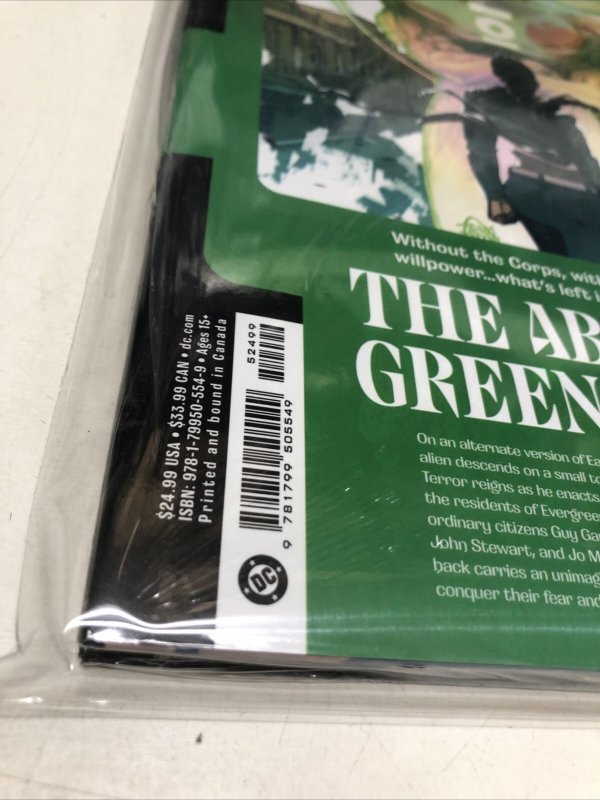 Without the Corps, with
willpower...what's left i
THE AB
GREEN
On an alternate version of Ea
alien descends on a small to
Terror reigns as he enacts
the residents of Evergree
ordinary citizens Guy Ga
John Stewart, and Jo M
back carries an unimag
conquer their fear and
$24.99 USA • $33.99 CAN • dc.com
ISBN: 978-1-79950-554-9 • Ages 15+
Printed and bound in Canada
52499
9 781799 505549
DC